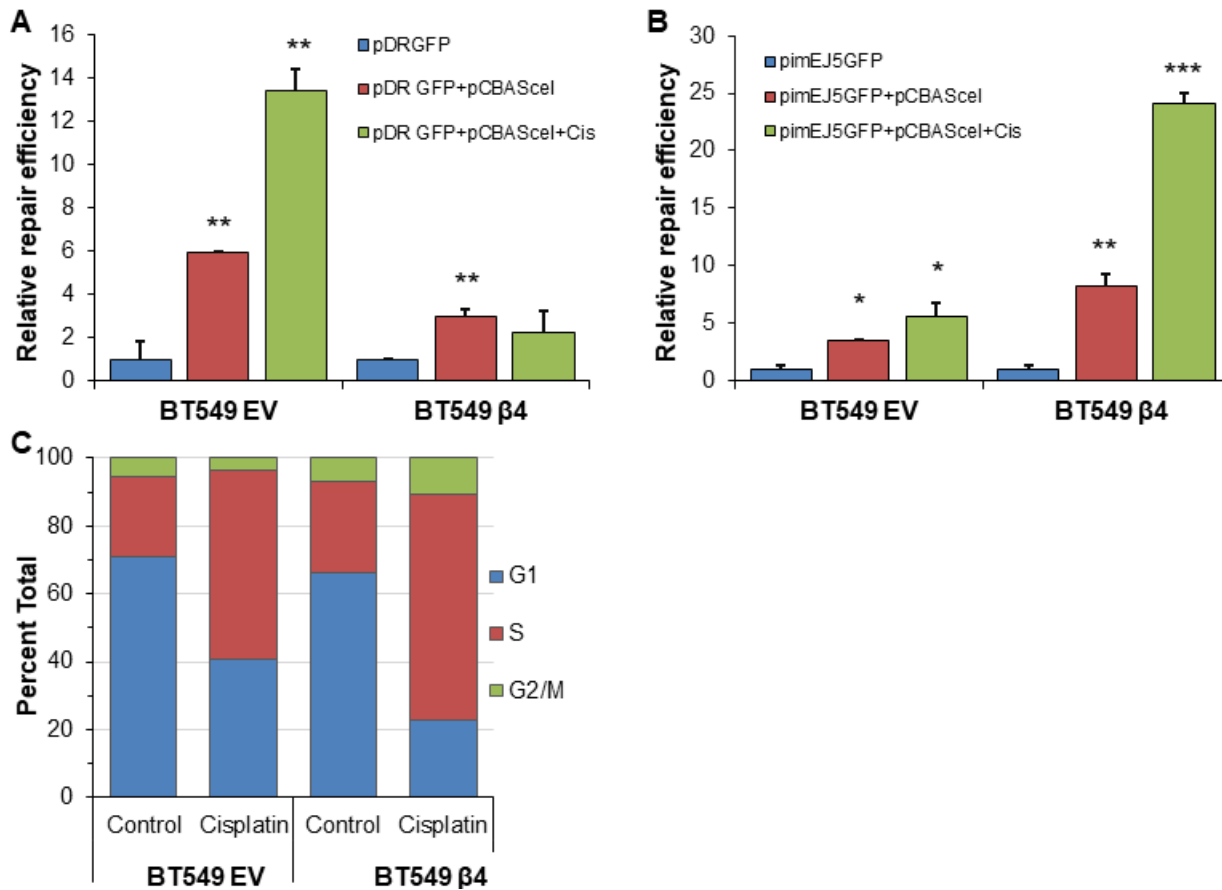 A
Relative repair efficiency
16
14
12
10
8
6
4
2
0
**
**
**
pDRGFP
pDR GFP+pCBASceI
pDR GFP+pCBASceI+Cis
BT549 EV
BT549 β4
B
Relative repair efficiency
30
25
20
15
10
5
0
*
*
**
***
pimEJ5GFP
pimEJ5GFP+pCBASceI
pimEJ5GFP+pCBASceI+Cis
BT549 EV
BT549 β4
C
Percent Total
100
80
60
40
20
0
G1
S
G2/M
Control
Cisplatin
Control
Cisplatin
BT549 EV
BT549 β4